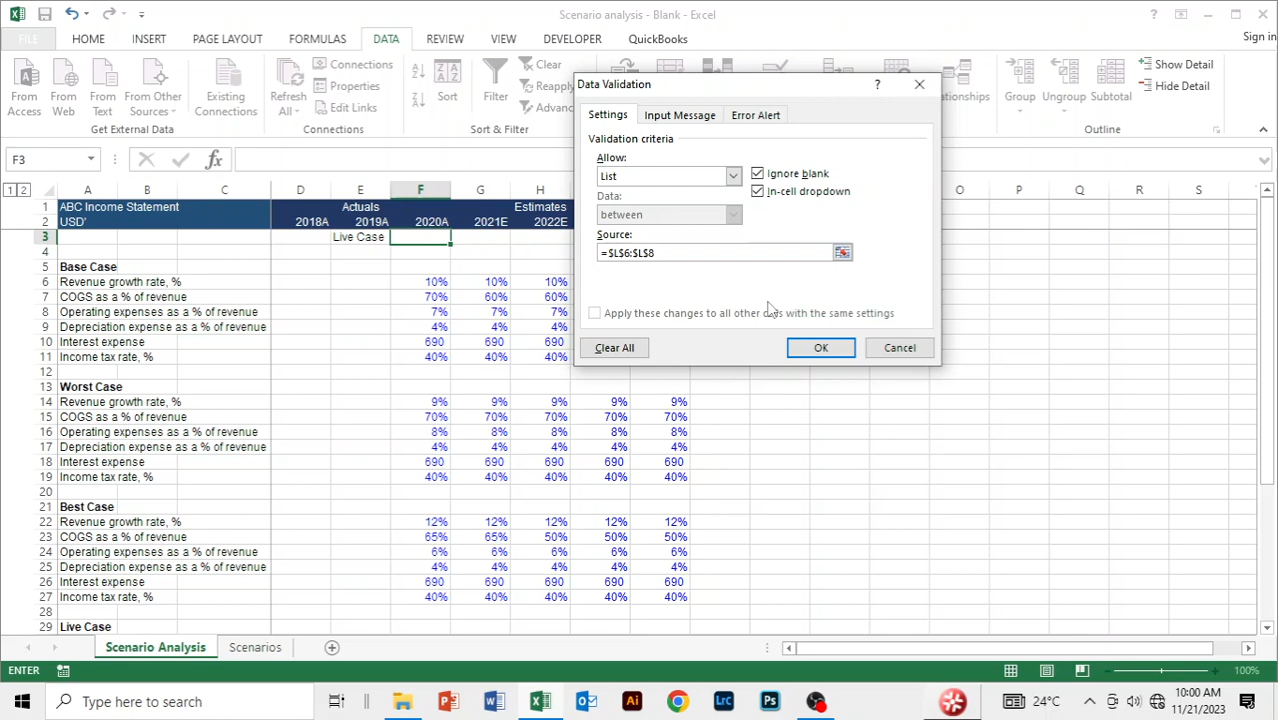 Scenario analysis - Blank - Excel
? 
Sign in
FILE HOME INSERT PAGE LAYOUT FORMULAS DATA REVIEW VIEW DEVELOPER QuickBooks
From Access
From Web
From Text
From Other Sources
Existing Connections
Get External Data
Refresh All
Connections
Properties
Edit Links
Connections
Sort
Filter
Clear
Reapply
Sort & Filter
Group
Ungroup
Subtotal
Show Detail
Hide Detail
Outline
F3
fx
Data Validation ?
Settings Input Message Error Alert
Validation criteria
Allow:
List
Ignore blank
In-cell dropdown
Data:
between
Source:
=$L$6:$L$8
Apply these changes to all other cells with the same settings
Clear All OK Cancel
1 2 A B C D E F G H O P Q R S
1 ABC Income Statement Actuals Estimates
2 USD' 2018A 2019A 2020A 2021E 2022E
3 Live Case
4
5 Base Case
6 Revenue growth rate, % 10% 10% 10%
7 COGS as a % of revenue 70% 60% 60%
8 Operating expenses as a % of revenue 7% 7% 7%
9 Depreciation expense as a % of revenue 4% 4% 4%
10 Interest expense 690 690 690
11 Income tax rate, % 40% 40% 40%
12
13 Worst Case
14 Revenue growth rate, % 9% 9% 9% 9% 9%
15 COGS as a % of revenue 70% 70% 70% 70% 70%
16 Operating expenses as a % of revenue 8% 8% 8% 8% 8%
17 Depreciation expense as a % of revenue 4% 4% 4% 4% 4%
18 Interest expense 690 690 690 690 690
19 Income tax rate, % 40% 40% 40% 40% 40%
20
21 Best Case
22 Revenue growth rate, % 12% 12% 12% 12% 12%
23 COGS as a % of revenue 65% 65% 50% 50% 50%
24 Operating expenses as a % of revenue 6% 6% 6% 6% 6%
25 Depreciation expense as a % of revenue 4% 4% 4% 4% 4%
26 Interest expense 690 690 690 690 690
27 Income tax rate, % 40% 40% 40% 40% 40%
28
29 Live Case
Scenario Analysis Scenarios
ENTER 100%
Type here to search
Ai Lrc Ps
24°C
10:00 AM
11/21/2023